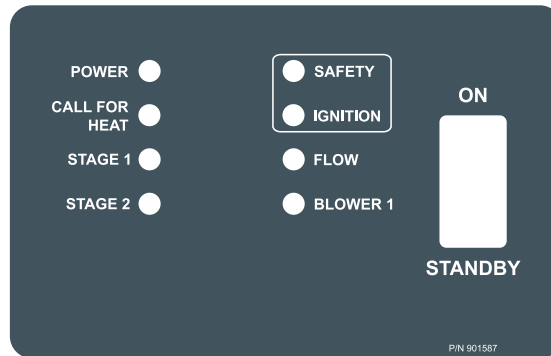 POWER
CALL FOR
HEAT
STAGE 1
STAGE 2
SAFETY
IGNITION
FLOW
BLOWER 1
ON
STANDBY
P/N 901587